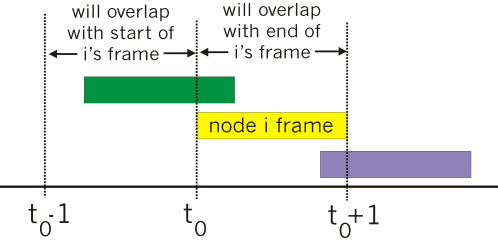 will overlap
with start of
i's frame
will overlap
with end of
i's frame
node i frame
t0-1
t0
t0+1